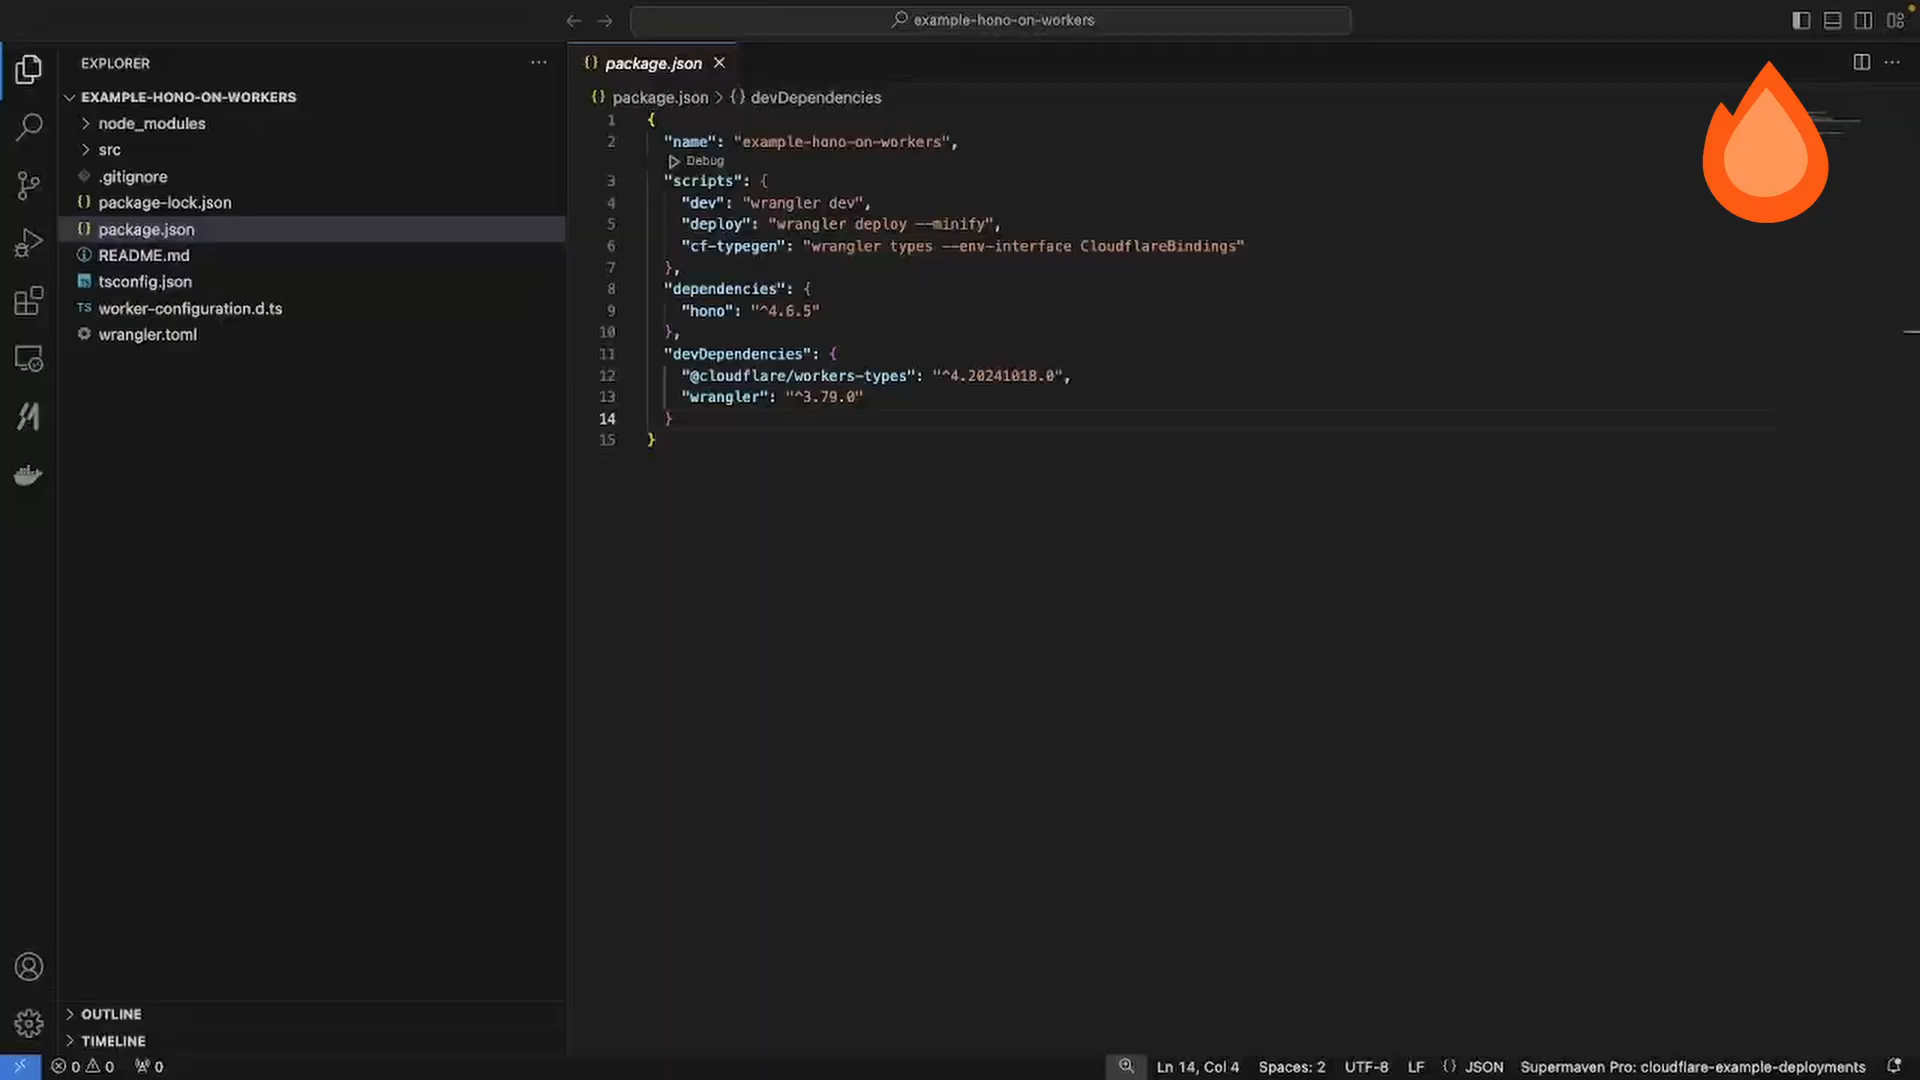 example-hono-on-workers
EXPLORER
EXAMPLE-HONO-ON-WORKERS
node_modules
src
.gitignore
package-lock.json
package.json
README.md
tsconfig.json
TS worker-configuration.d.ts
wrangler.toml
OUTLINE
TIMELINE
{} package.json
{} package.json > {} devDependencies
1 {
2 "name": "example-hono-on-workers",
Debug
3 "scripts": {
4 "dev": "wrangler dev",
5 "deploy": "wrangler deploy --minify",
6 "cf-typegen": "wrangler types --env-interface CloudflareBindings"
7 },
8 "dependencies": {
9 "hono": "^4.6.5"
10 },
11 "devDependencies": {
12 "@cloudflare/workers-types": "^4.20241018.0",
13 "wrangler": "^3.79.0"
14 }
15 }
0 0 0 Ln 14, Col 4 Spaces: 2 UTF-8 LF {} JSON Supermaven Pro: cloudflare-example-deployments